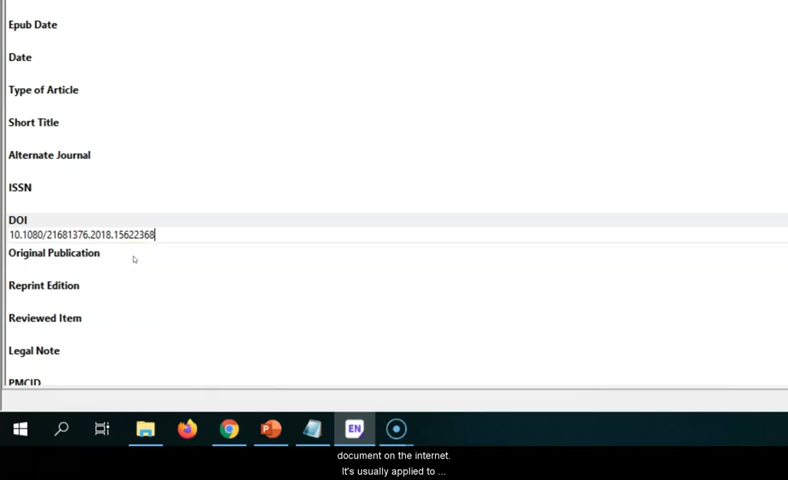 Epub Date
Date
Type of Article
Short Title
Alternate Journal
ISSN
DOI
10.1080/21681376.2018.15622368
Original Publication
Reprint Edition
Reviewed Item
Legal Note
PMCID
EN
document on the internet.
It's usually applied to ...